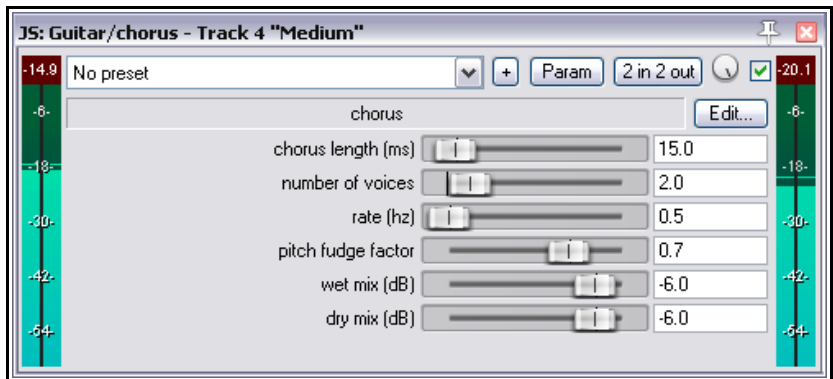 JS: Guitar/chorus - Track 4 "Medium"
-14.9 No preset + Param 2 in 2 out -20.1
-6- chorus Edit... -6-
chorus length (ms) 15.0
-18- -18-
number of voices 2.0
rate (hz) 0.5
-30- -30-
pitch fudge factor 0.7
-42- wet mix (dB) -6.0 -42-
dry mix (dB) -6.0
-54- -54-